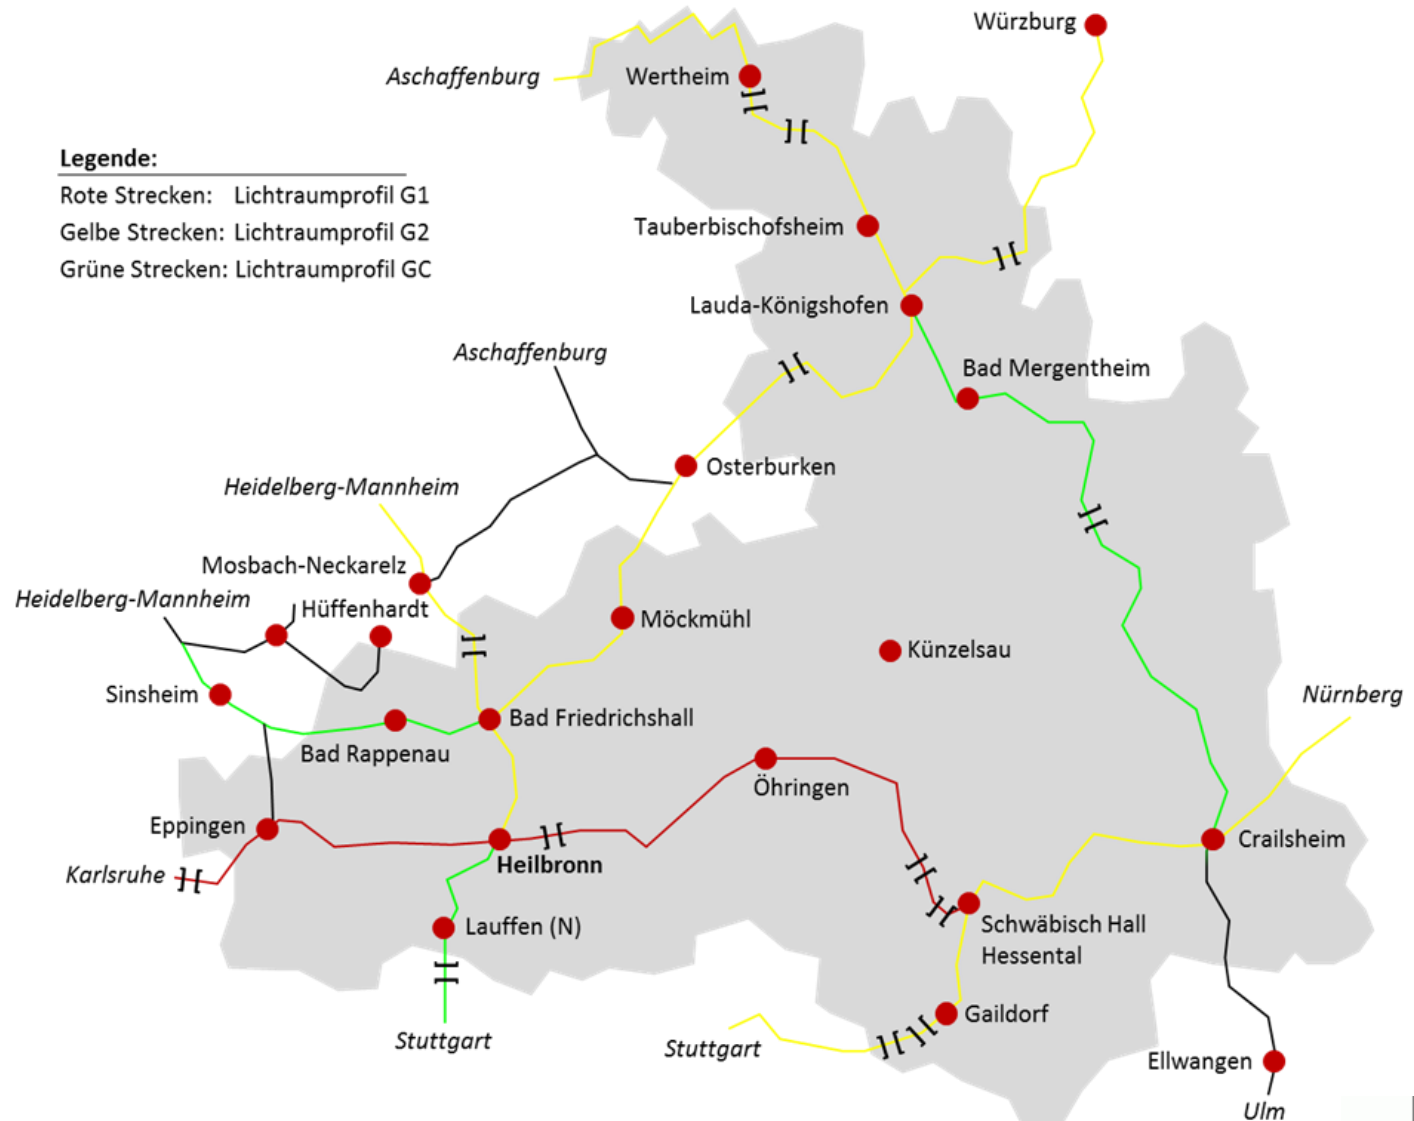 Würzburg
Aschaffenburg
Wertheim
Legende:
Rote Strecken: Lichtraumprofil G1
Gelbe Strecken: Lichtraumprofil G2
Grüne Strecken: Lichtraumprofil GC
Tauberbischofsheim
Lauda-Königshofen
Aschaffenburg
Bad Mergentheim
Osterburken
Heidelberg-Mannheim
Mosbach-Neckarelz
Heidelberg-Mannheim
Hüffenhardt
Möckmühl
Künzelsau
Sinsheim
Nürnberg
Bad Friedrichshall
Bad Rappenau
Öhringen
Eppingen
Crailsheim
Heilbronn
Karlsruhe
Lauffen (N)
Schwäbisch Hall
Hessental
Gaildorf
Stuttgart
Stuttgart
Ellwangen
Ulm